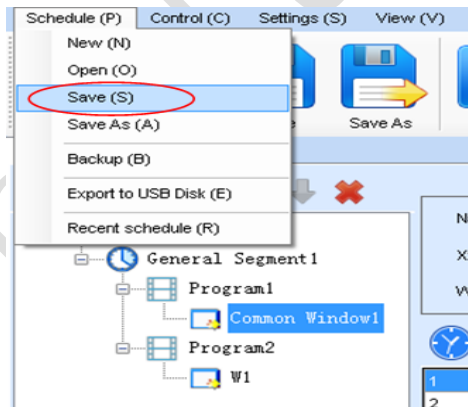 Schedule (P) Control (C) Settings (S) View (V)
New (N)
Open (O)
Save (S)
Save As (A)
Save As
Backup (B)
Export to USB Disk (E)
Recent schedule (R)
General Segment1
Program1
Common Window1
Program2
W1
1
2